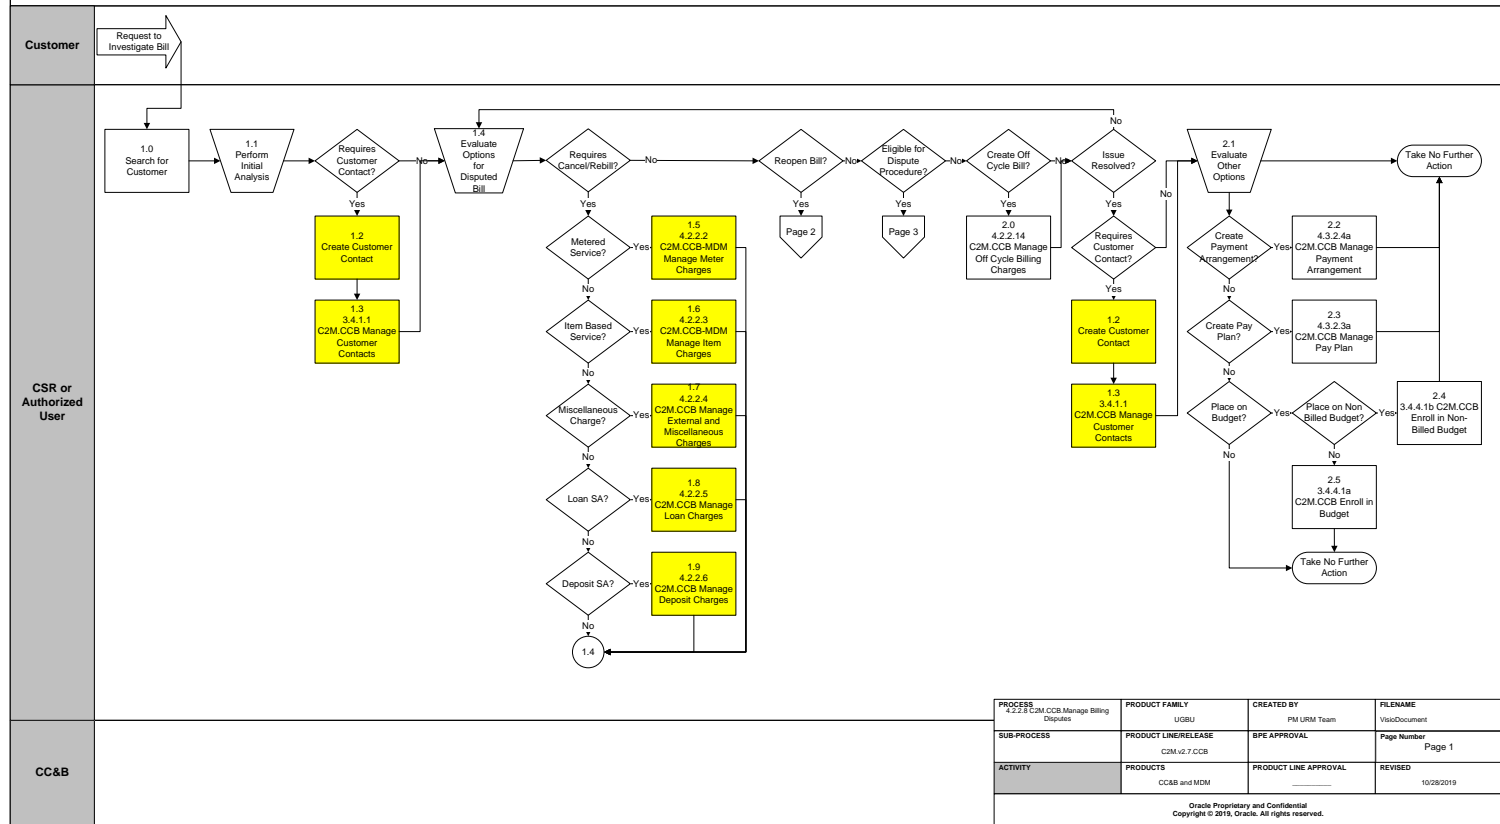 Customer
Request to
Investigate Bill
CSR or
Authorized
User
1.0
Search for
Customer
1.1
Perform
Initial
Analysis
Requires
Customer
Contact?
No
Yes
1.2
Create Customer
Contact
1.3
3.4.1.1
C2M.CCB Manage
Customer
Contacts
1.4
Evaluate
Options
for
Disputed
Bill
Requires
Cancel/Rebill?
No
Yes
Metered
Service?
Yes
1.5
4.2.2.2
C2M.CCB-MDM
Manage Meter
Charges
No
Item Based
Service?
Yes
1.6
4.2.2.3
C2M.CCB-MDM
Manage Item
Charges
No
Miscellaneous
Charge?
Yes
1.7
4.2.2.4
C2M.CCB Manage
External and
Miscellaneous
Charges
No
Loan SA?
Yes
1.8
4.2.2.5
C2M.CCB Manage
Loan Charges
No
Deposit SA?
Yes
1.9
4.2.2.6
C2M.CCB Manage
Deposit Charges
No
1.4
Reopen Bill?
No
Yes
Page 2
Eligible for
Dispute
Procedure?
No
Yes
Page 3
Create Off
Cycle Bill?
No
Yes
2.0
4.2.2.14
C2M.CCB Manage
Off Cycle Billing
Charges
No
Issue
Resolved?
Yes
Requires
Customer
Contact?
No
Yes
1.2
Create Customer
Contact
1.3
3.4.1.1
C2M.CCB Manage
Customer
Contacts
2.1
Evaluate
Other
Options
Take No Further
Action
Create
Payment
Arrangement?
Yes
2.2
4.3.2.4a
C2M.CCB Manage
Payment
Arrangement
No
Create Pay
Plan?
Yes
2.3
4.3.2.3a
C2M.CCB Manage
Pay Plan
No
Place on
Budget?
Yes
Place on Non
Billed Budget?
Yes
2.4
3.4.4.1b C2M.CCB
Enroll in Non-
Billed Budget
No
No
2.5
3.4.4.1a
C2M.CCB Enroll in
Budget
Take No Further
Action
CC&B
PROCESS
4.2.2.8 C2M.CCB.Manage Billing
Disputes
PRODUCT FAMILY
UGBU
CREATED BY
PM URM Team
FILENAME
VisioDocument
SUB-PROCESS
PRODUCT LINE/RELEASE
C2M.v2.7.CCB
BPE APPROVAL
Page Number
Page 1
ACTIVITY
PRODUCTS
CC&B and MDM
PRODUCT LINE APPROVAL
___________
REVISED
10/28/2019
Oracle Proprietary and Confidential
Copyright © 2019, Oracle. All rights reserved.